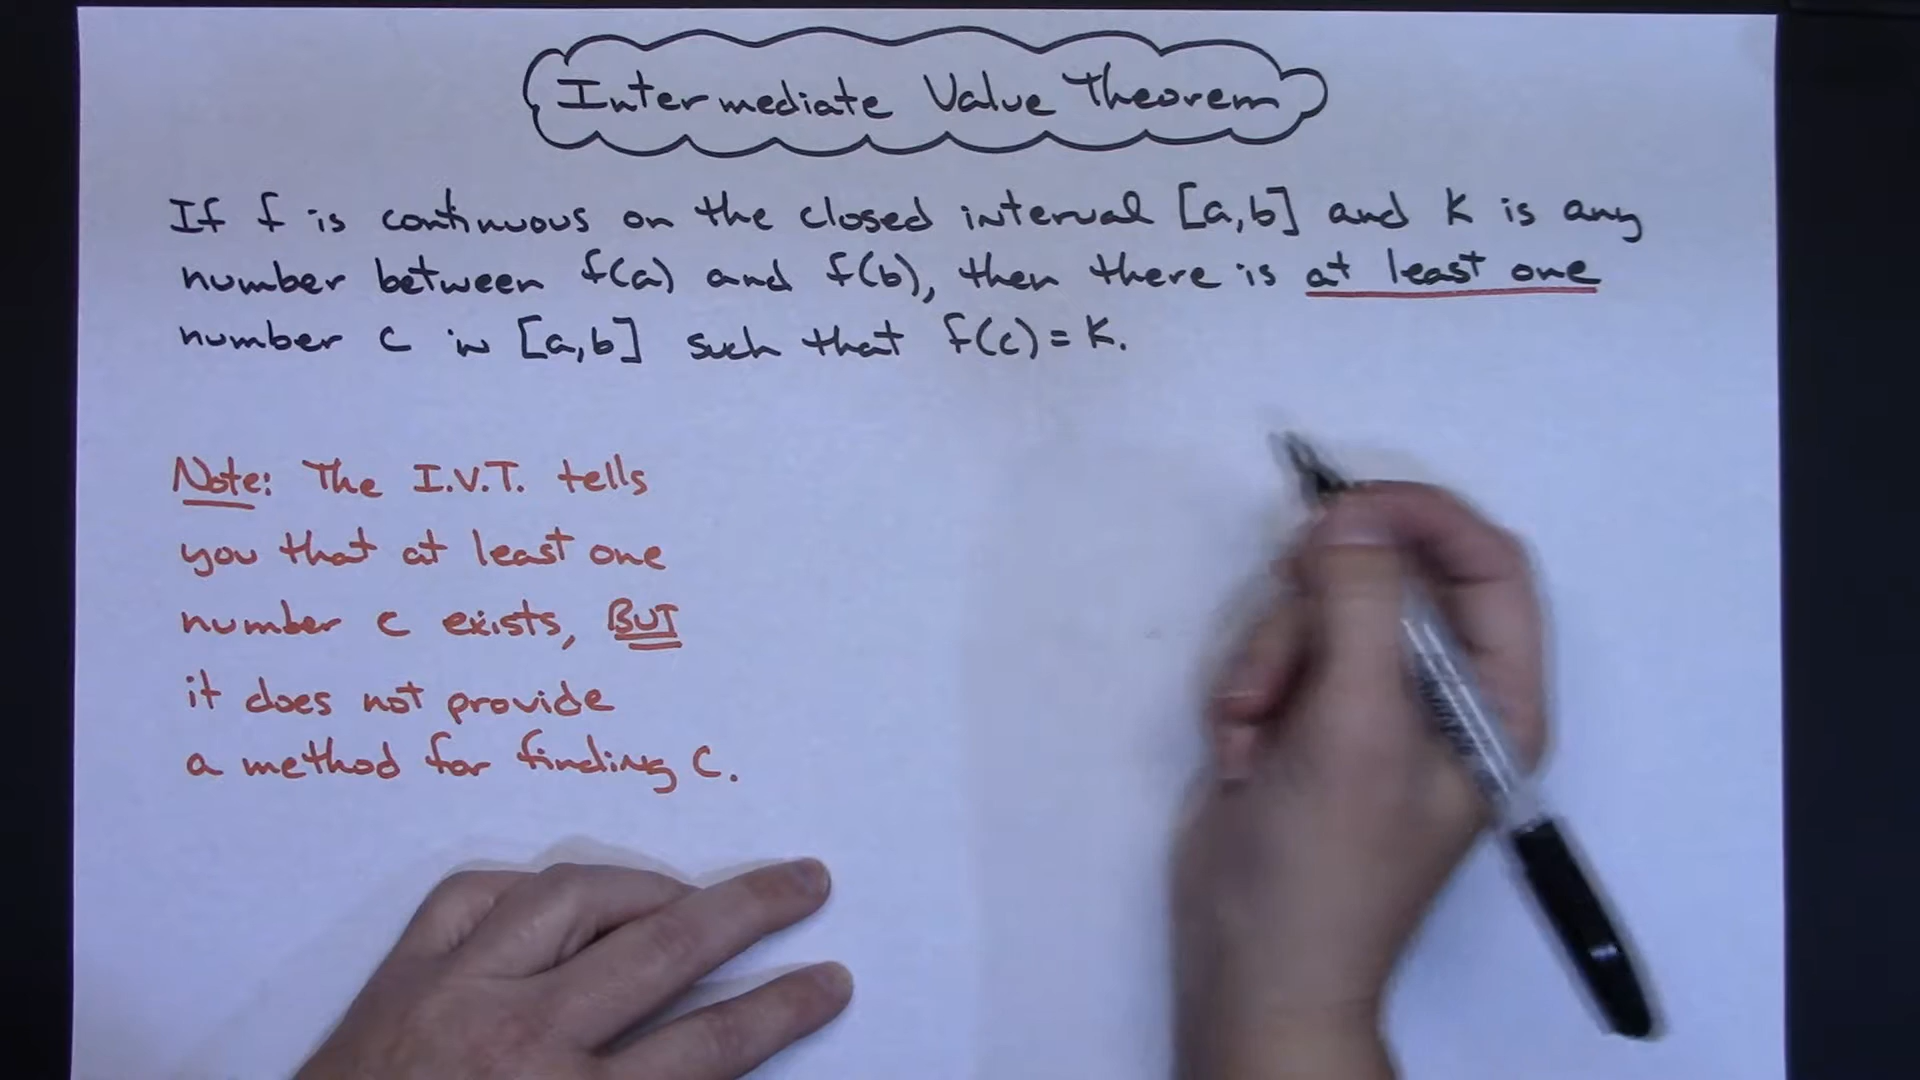 Intermediate Value Theorem
If f is continuous on the closed interval [a,b] and K is any
number between f(a) and f(b), then there is at least one
number c in [a,b] such that f(c) = K.
Note: The I.V.T. tells
you that at least one
number c exists, BUT
it does not provide
a method for finding c.